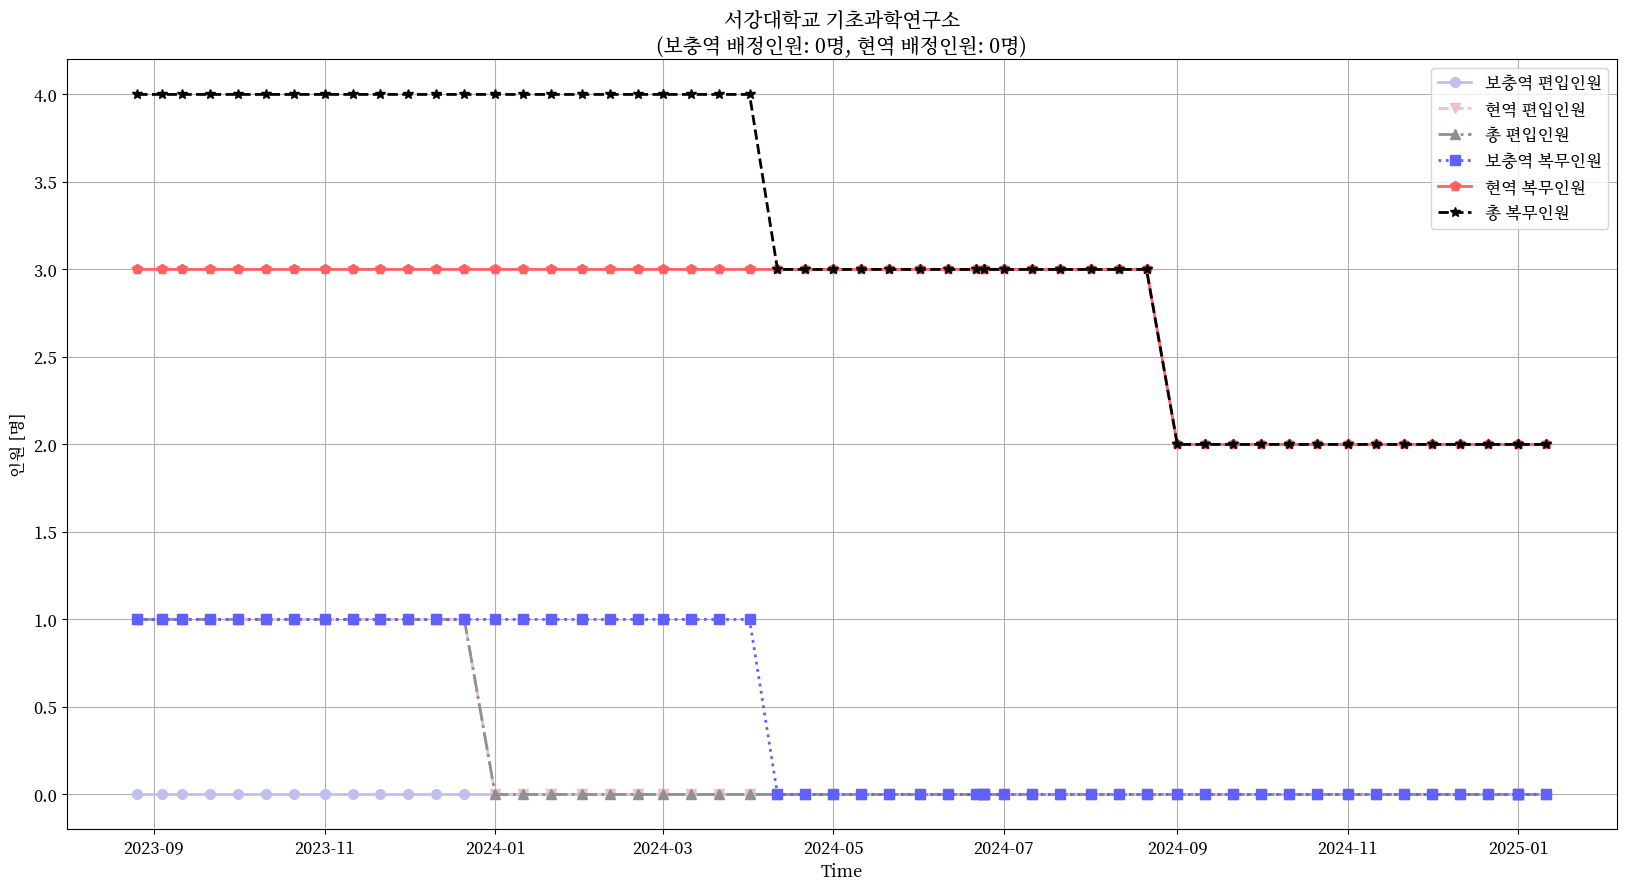 서강대학교 기초과학연구소
(보충역 배정인원: 0명, 현역 배정인원: 0명)
보충역 편입인원
현역 편입인원
총 편입인원
보충역 복무인원
현역 복무인원
총 복무인원
4.0
3.5
3.0
2.5
2.0
1.5
1.0
0.5
0.0
인원 [명]
2023-09 2023-11 2024-01 2024-03 2024-05 2024-07 2024-09 2024-11 2025-01
Time